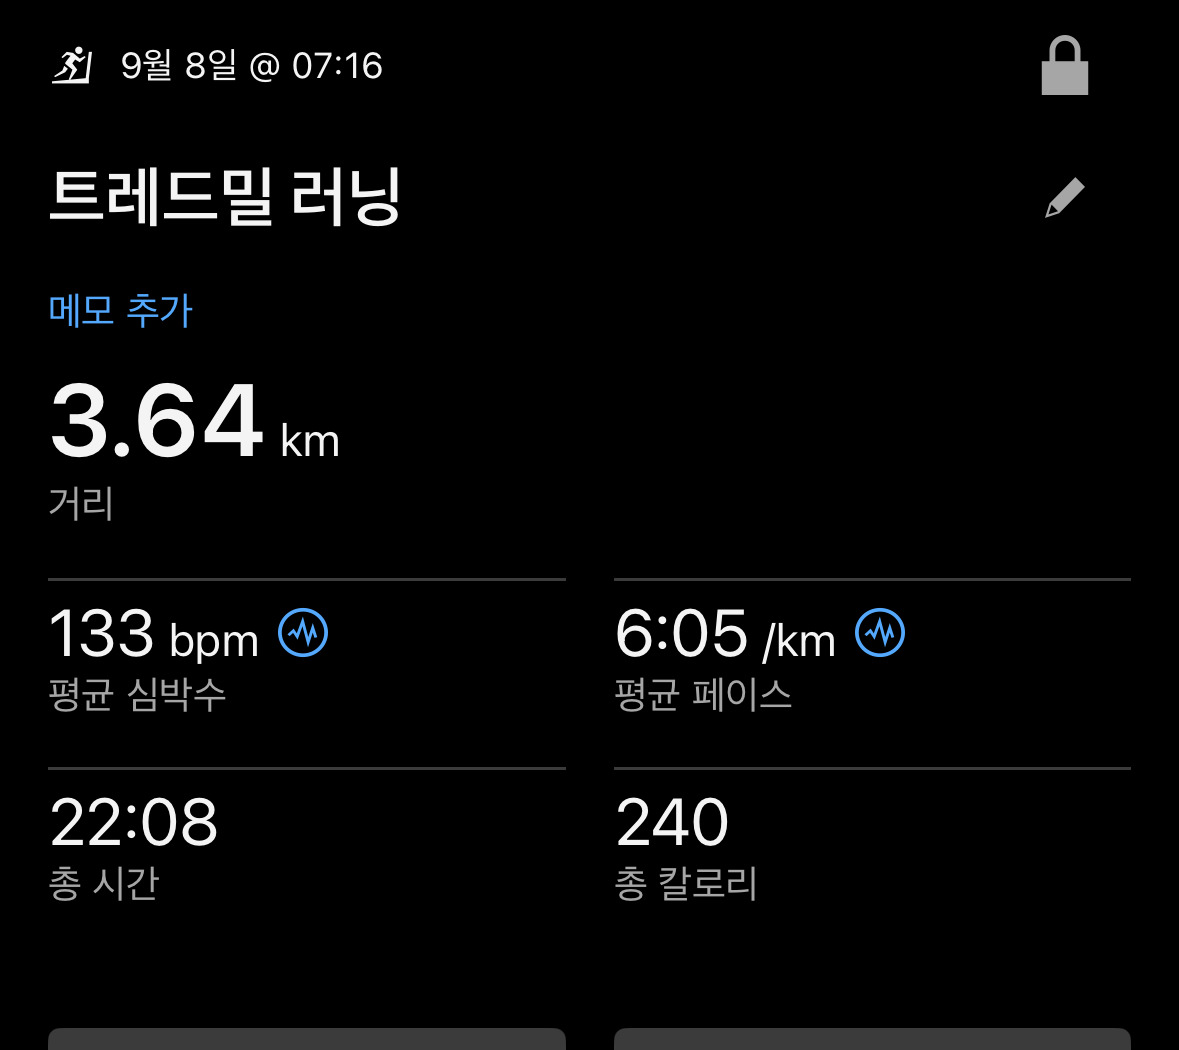 9월 8일 @ 07:16
트레드밀 러닝
메모 추가
3.64 km
거리
133 bpm
평균 심박수
6:05 /km
평균 페이스
22:08
총 시간
240
총 칼로리